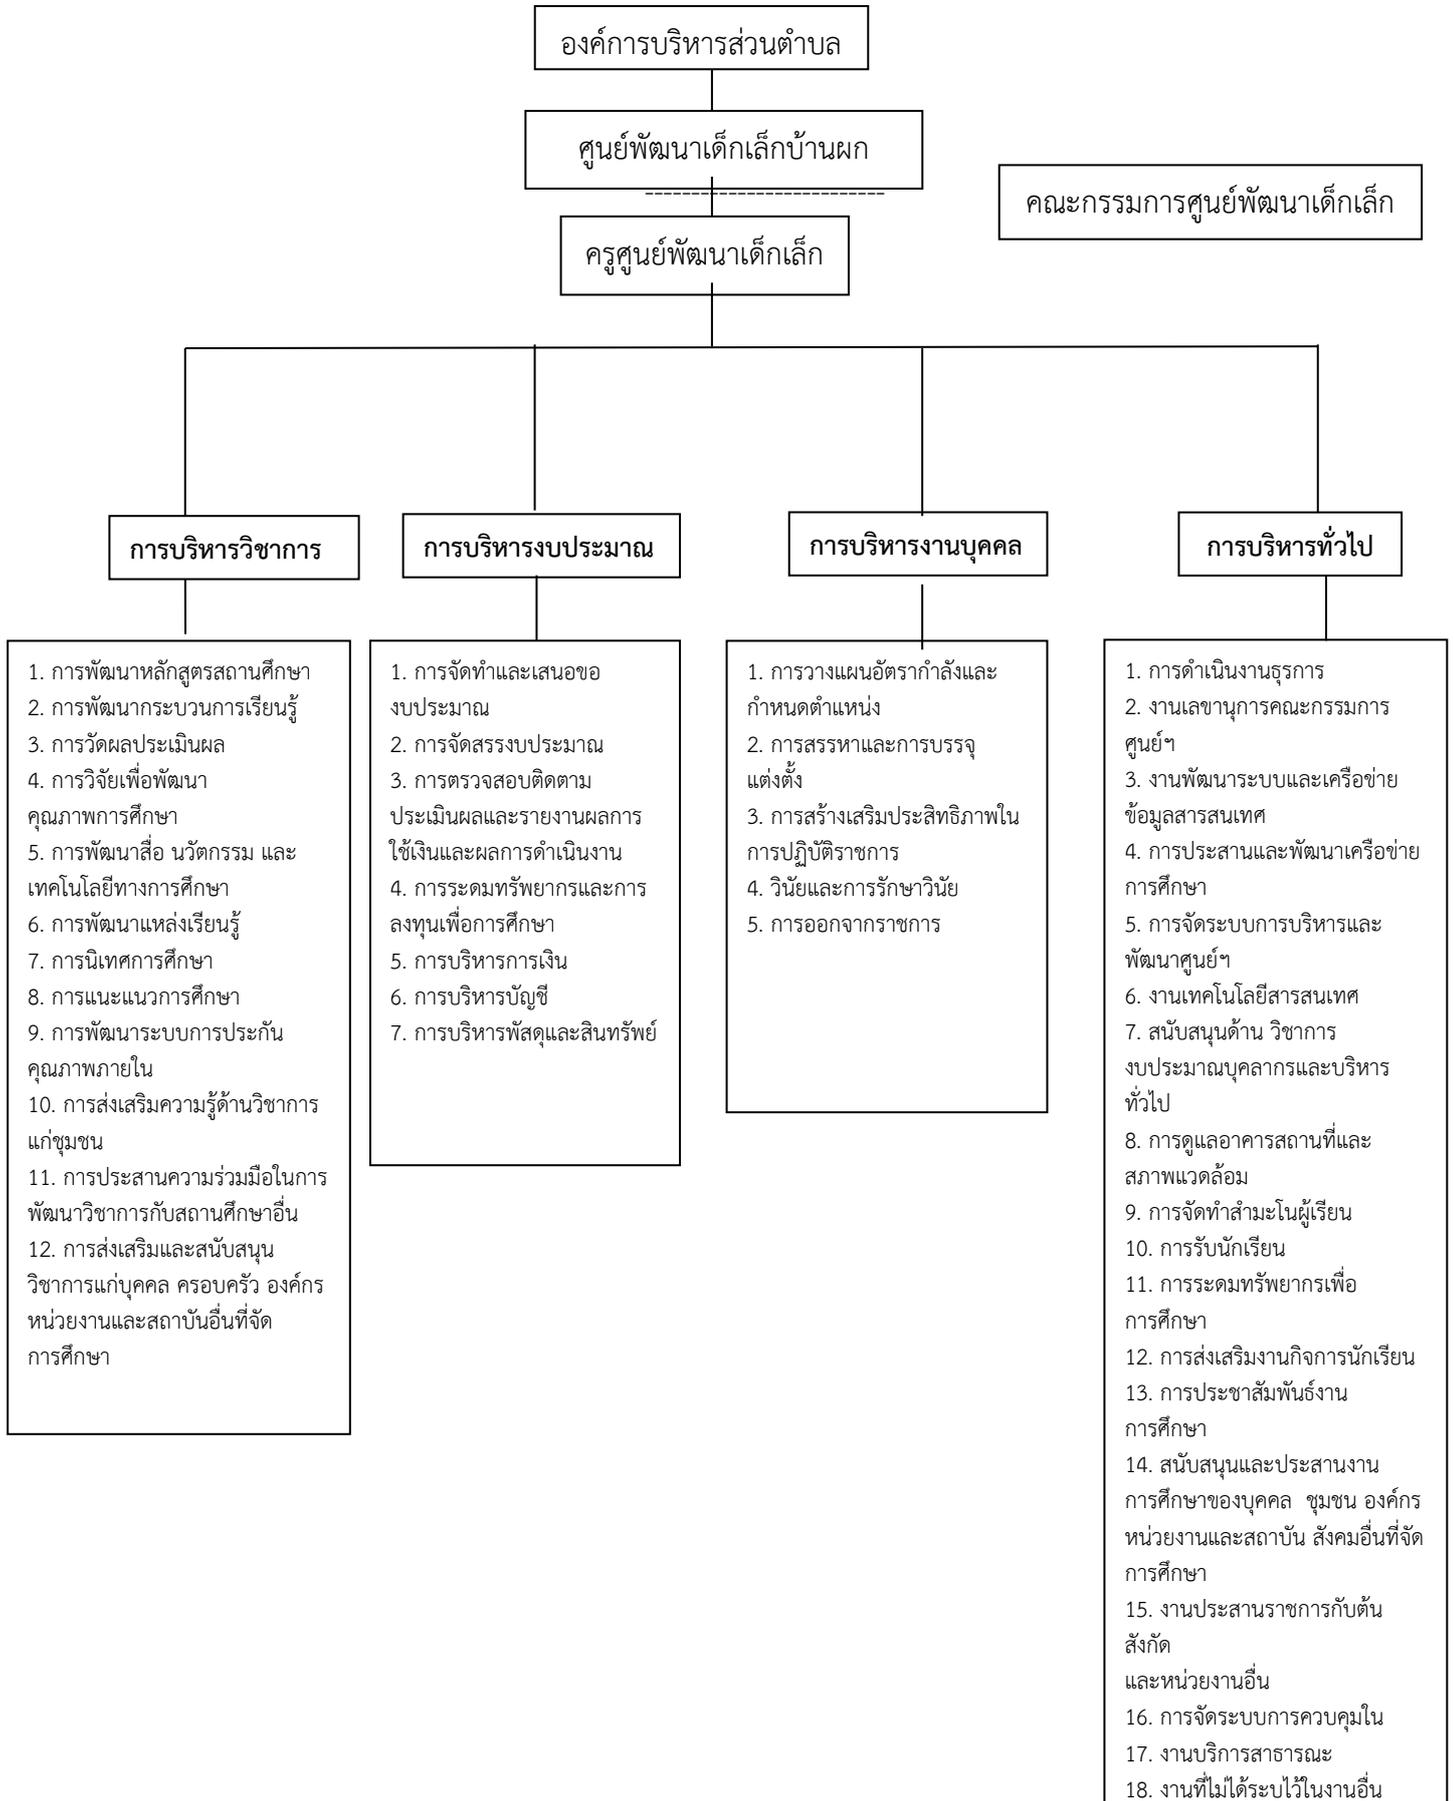 องค์การบริหารส่วนตำบล
ศูนย์พัฒนาเด็กเล็กบ้านผก
คณะกรรมการศูนย์พัฒนาเด็กเล็ก
ครูศูนย์พัฒนาเด็กเล็ก
การบริหารวิชาการ
1. การพัฒนาหลักสูตรสถานศึกษา
2. การพัฒนากระบวนการเรียนรู้
3. การวัดผลประเมินผล
4. การวิจัยเพื่อพัฒนา
คุณภาพการศึกษา
5. การพัฒนาสื่อ นวัตกรรม และ
เทคโนโลยีทางการศึกษา
6. การพัฒนาแหล่งเรียนรู้
7. การนิเทศการศึกษา
8. การแนะแนวการศึกษา
9. การพัฒนาระบบการประกัน
คุณภาพภายใน
10. การส่งเสริมความรู้ด้านวิชาการ
แก่ชุมชน
11. การประสานความร่วมมือในการ
พัฒนาวิชาการกับสถานศึกษาอื่น
12. การส่งเสริมและสนับสนุน
วิชาการแก่บุคคล ครอบครัว องค์กร
หน่วยงานและสถาบันอื่นที่จัด
การศึกษา
การบริหารงบประมาณ
1. การจัดทำและเสนอขอ
งบประมาณ
2. การจัดสรรงบประมาณ
3. การตรวจสอบติดตาม
ประเมินผลและรายงานผลการ
ใช้เงินและผลการดำเนินงาน
4. การระดมทรัพยากรและการ
ลงทุนเพื่อการศึกษา
5. การบริหารการเงิน
6. การบริหารบัญชี
7. การบริหารพัสดุและสินทรัพย์
การบริหารงานบุคคล
1. การวางแผนอัตรากำลังและ
กำหนดตำแหน่ง
2. การสรรหาและการบรรจุ
แต่งตั้ง
3. การสร้างเสริมประสิทธิภาพใน
การปฏิบัติราชการ
4. วินัยและการรักษาวินัย
5. การออกจากราชการ
การบริหารทั่วไป
1. การดำเนินงานธุรการ
2. งานเลขานุการคณะกรรมการ
ศูนย์ฯ
3. งานพัฒนาระบบและเครือข่าย
ข้อมูลสารสนเทศ
4. การประสานและพัฒนาเครือข่าย
การศึกษา
5. การจัดระบบการบริหารและ
พัฒนาศูนย์ฯ
6. งานเทคโนโลยีสารสนเทศ
7. สนับสนุนด้าน วิชาการ
งบประมาณบุคลากรและบริหาร
ทั่วไป
8. การดูแลอาคารสถานที่และ
สภาพแวดล้อม
9. การจัดทำสำมะโนผู้เรียน
10. การรับนักเรียน
11. การระดมทรัพยากรเพื่อ
การศึกษา
12. การส่งเสริมงานกิจการนักเรียน
13. การประชาสัมพันธ์งาน
การศึกษา
14. สนับสนุนและประสานงาน
การศึกษาของบุคคล ชุมชน องค์กร
หน่วยงานและสถาบัน สังคมอื่นที่จัด
การศึกษา
15. งานประสานราชการกับต้น
สังกัด
และหน่วยงานอื่น
16. การจัดระบบการควบคุมใน
17. งานบริการสาธารณะ
18. งานที่ไม่ได้ระบุไว้ในงานอื่น